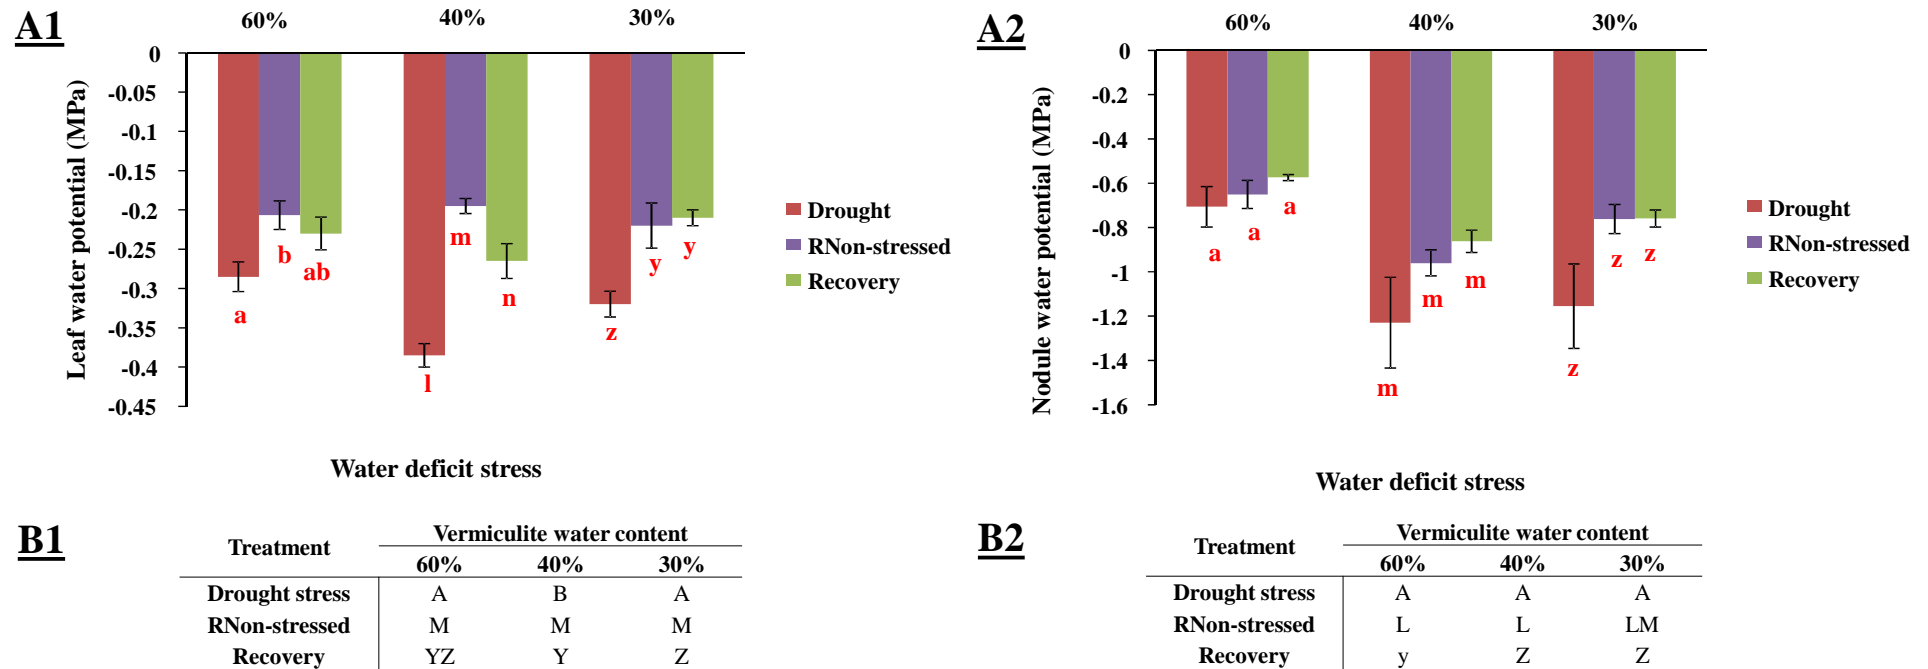 A1
60% 40% 30%
0
-0.05
-0.1
-0.15
-0.2
-0.25
-0.3
-0.35
-0.4
-0.45
Leaf water potential (MPa)
a b ab
l m n
z y y
Drought
RNon-stressed
Recovery
Water deficit stress
A2
60% 40% 30%
0
-0.2
-0.4
-0.6
-0.8
-1
-1.2
-1.4
-1.6
Nodule water potential (MPa)
a a a
m m m
z z z
Drought
RNon-stressed
Recovery
Water deficit stress
B1
Treatment Vermiculite water content
60% 40% 30%
Drought stress A B A
RNon-stressed M M M
Recovery YZ Y Z
B2
Treatment Vermiculite water content
60% 40% 30%
Drought stress A A A
RNon-stressed L L LM
Recovery y Z Z